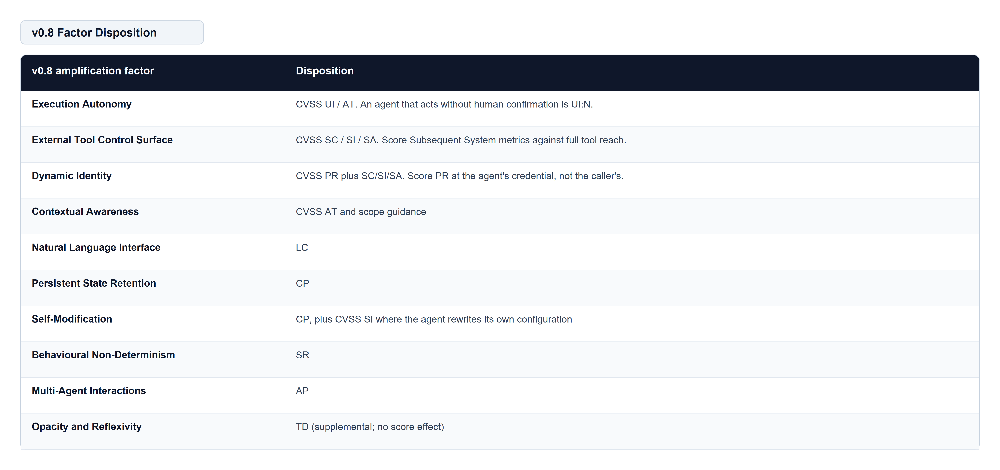 v0.8 Factor Disposition
v0.8 amplification factor Disposition
Execution Autonomy CVSS UI / AT. An agent that acts without human confirmation is UI:N.
External Tool Control Surface CVSS SC / SI / SA. Score Subsequent System metrics against full tool reach.
Dynamic Identity CVSS PR plus SC/SI/SA. Score PR at the agent's credential, not the caller's.
Contextual Awareness CVSS AT and scope guidance
Natural Language Interface LC
Persistent State Retention CP
Self-Modification CP, plus CVSS SI where the agent rewrites its own configuration
Behavioural Non-Determinism SR
Multi-Agent Interactions AP
Opacity and Reflexivity TD (supplemental; no score effect)